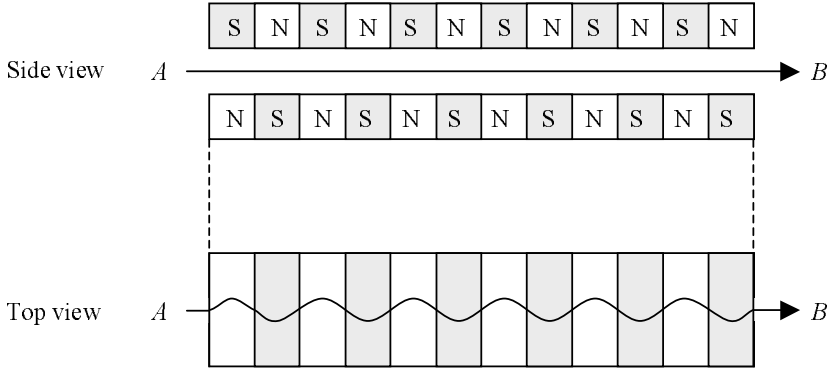 S N S N S N S N S N S N
Side view A B
N S N S N S N S N S N S
Top view A B